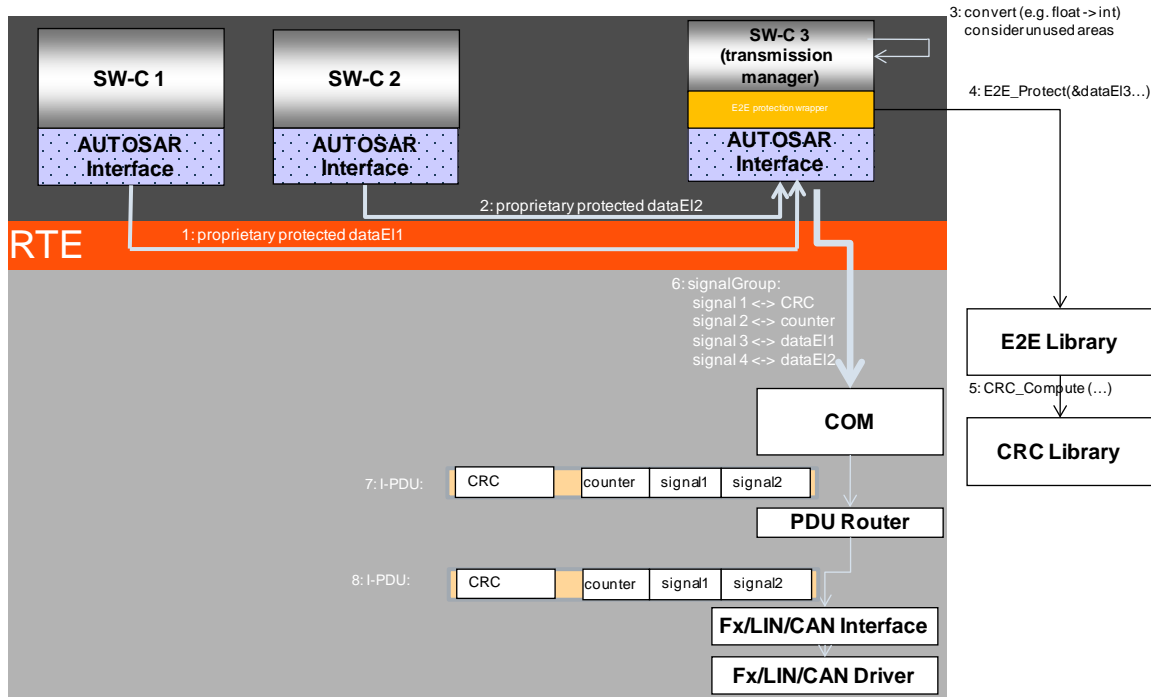 3: convert (e.g. float -> int)
consider unused areas
SW-C 1
AUTOSAR
Interface
SW-C 2
AUTOSAR
Interface
SW-C 3
(transmission
manager)
E2E protection wrapper
AUTOSAR
Interface
4: E2E_Protect(&dataEl3…)
2: proprietary protected dataEl2
1: proprietary protected dataEl1
RTE
6: signalGroup:
signal 1 <-> CRC
signal 2 <-> counter
signal 3 <-> dataEl1
signal 4 <-> dataEl2
E2E Library
5: CRC_Compute (…)
CRC Library
COM
7: I-PDU:
CRC
counter
signal1
signal2
PDU Router
8: I-PDU:
CRC
counter
signal1
signal2
Fx/LIN/CAN Interface
Fx/LIN/CAN Driver